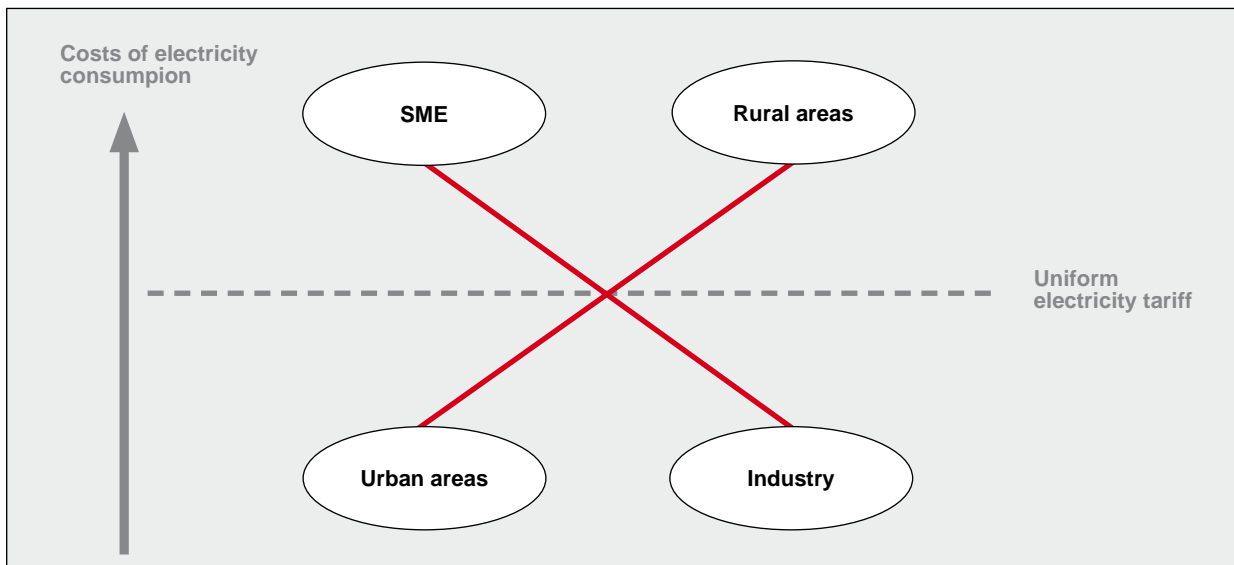 Costs of electricity
consumpion
SME
Rural areas
Uniform
electricity tariff
Urban areas
Industry